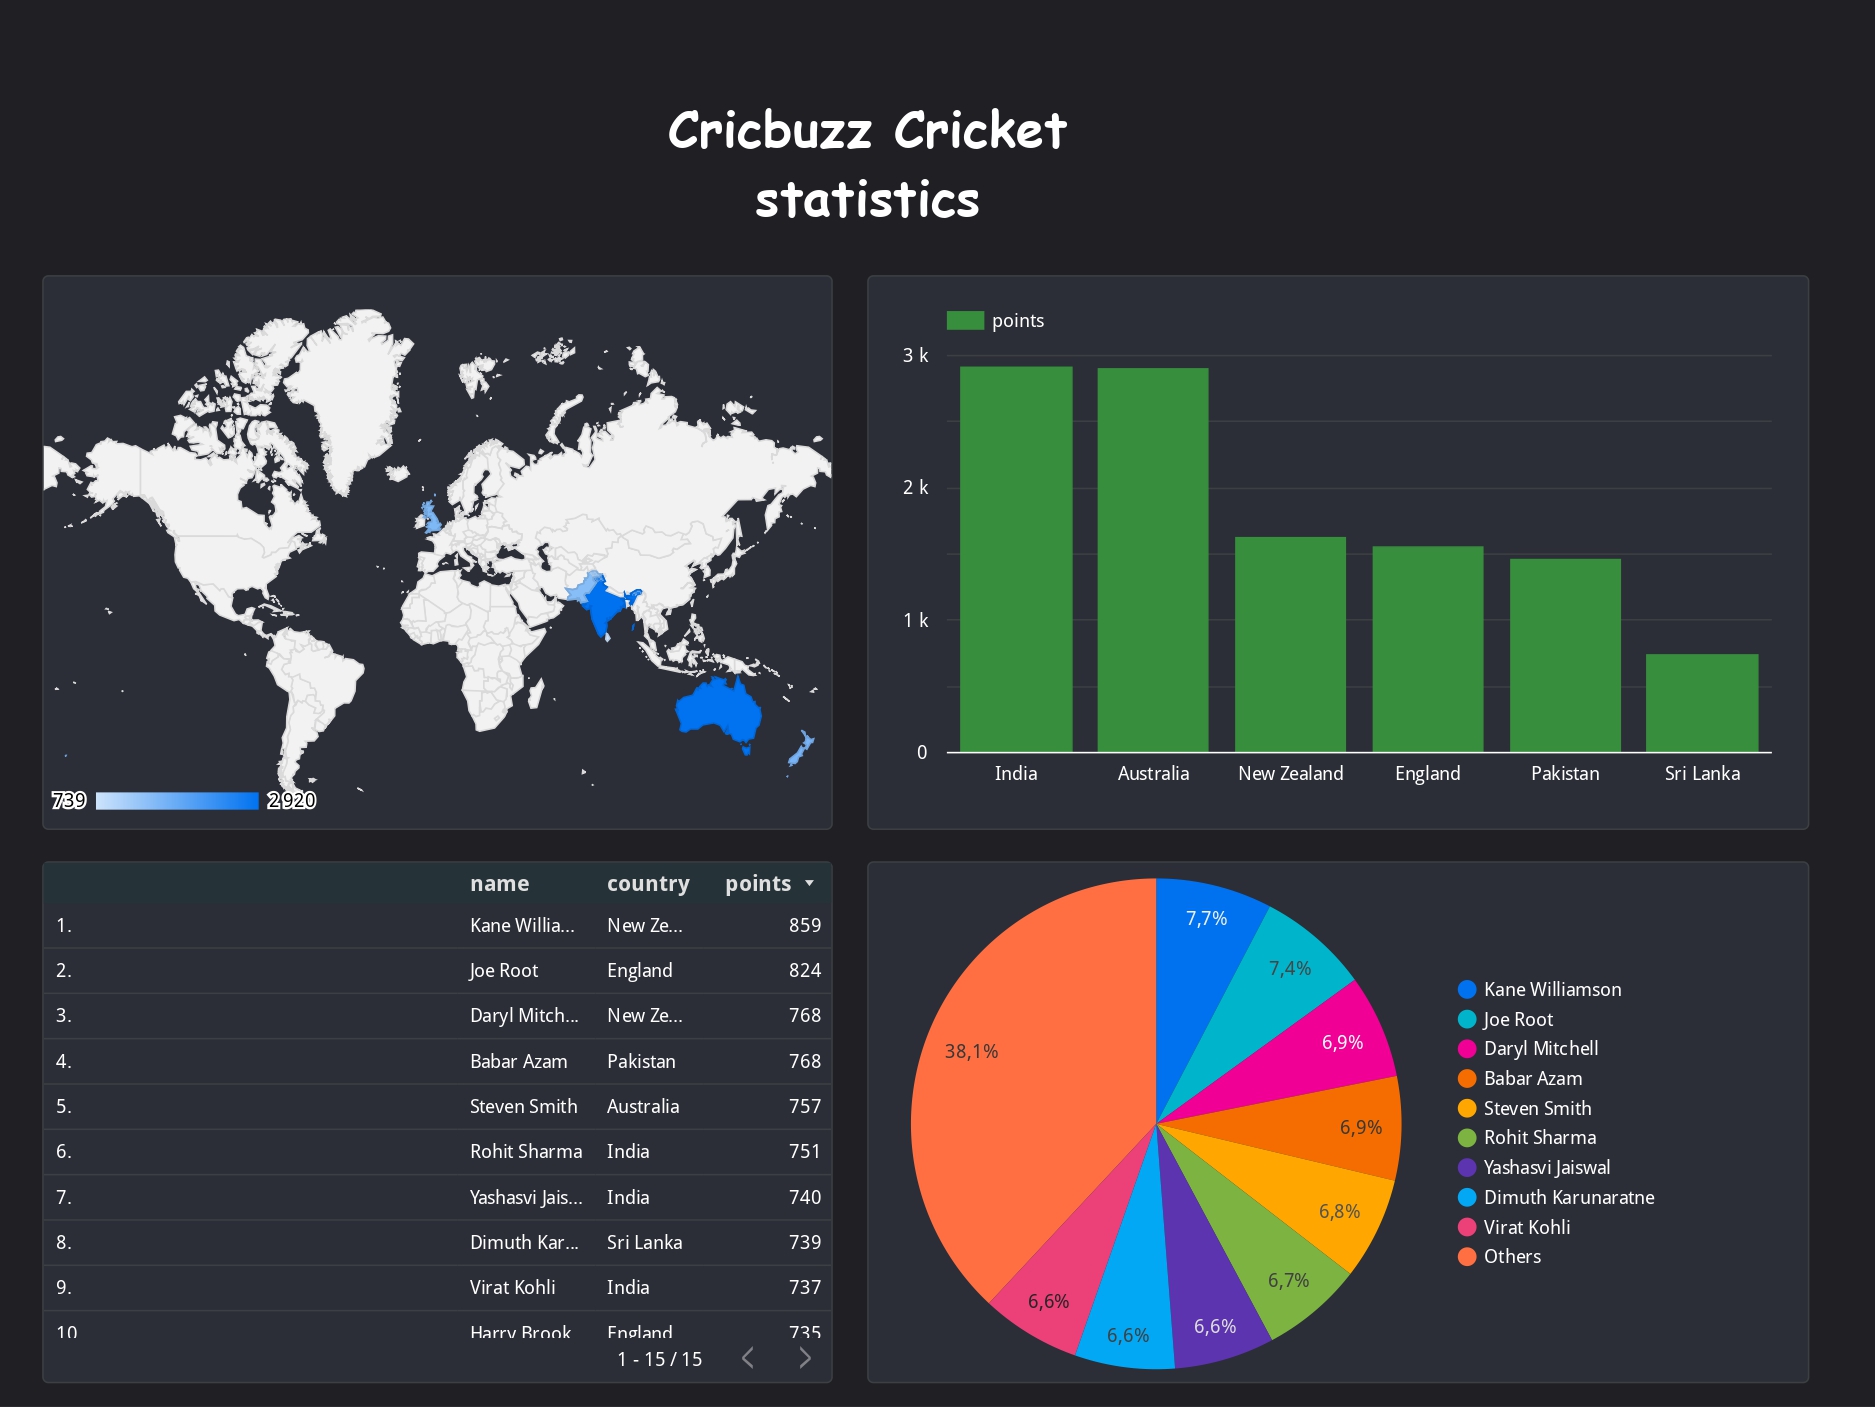 Cricbuzz Cricket
statistics
739 2 920
points
3 k
2 k
1 k
0
India Australia New Zealand England Pakistan Sri Lanka
name country points
1. Kane Willia... New Ze... 859
2. Joe Root England 824
3. Daryl Mitch... New Ze... 768
4. Babar Azam Pakistan 768
5. Steven Smith Australia 757
6. Rohit Sharma India 751
7. Yashasvi Jais... India 740
8. Dimuth Kar... Sri Lanka 739
9. Virat Kohli India 737
10 Harry Brook England 735
1 - 15 / 15
7,7%
7,4%
6,9%
6,9%
6,8%
6,7%
6,6%
6,6%
6,6%
38,1%
Kane Williamson
Joe Root
Daryl Mitchell
Babar Azam
Steven Smith
Rohit Sharma
Yashasvi Jaiswal
Dimuth Karunaratne
Virat Kohli
Others